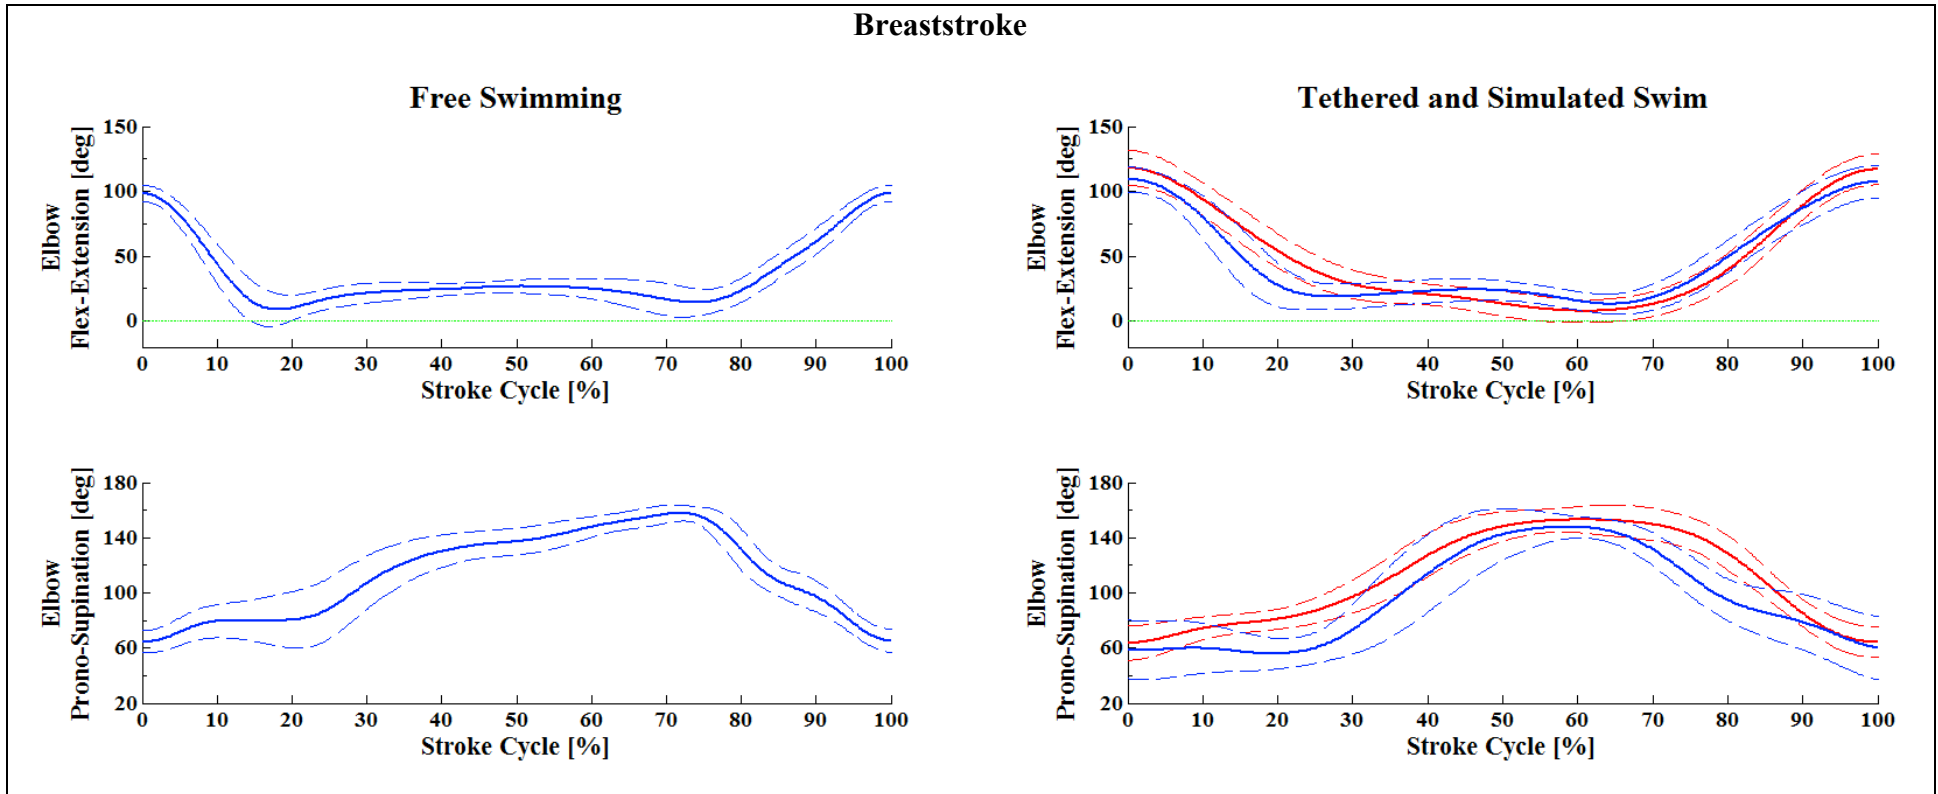 Breaststroke
Free Swimming
Elbow
Flex-Extension [deg]
150
100
50
0
0 10 20 30 40 50 60 70 80 90 100
Stroke Cycle [%]
Tethered and Simulated Swim
Elbow
Flex-Extension [deg]
150
100
50
0
0 10 20 30 40 50 60 70 80 90 100
Stroke Cycle [%]
Elbow
Prono-Supination [deg]
180
140
100
60
20
0 10 20 30 40 50 60 70 80 90 100
Stroke Cycle [%]
Elbow
Prono-Supination [deg]
180
140
100
60
20
0 10 20 30 40 50 60 70 80 90 100
Stroke Cycle [%]